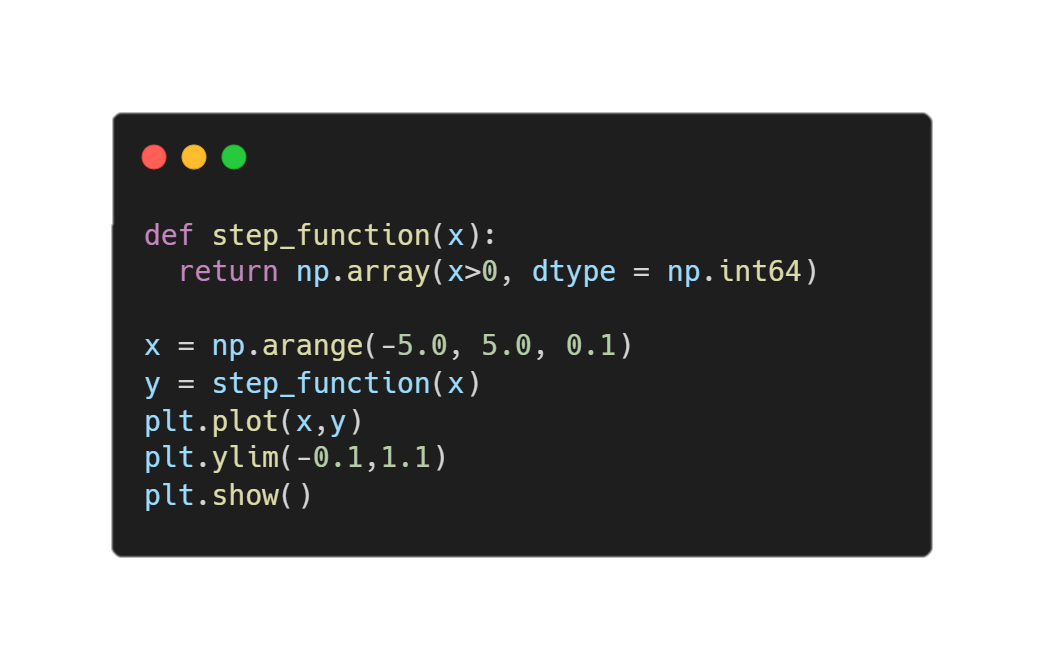 def step_function(x):
  return np.array(x>0, dtype = np.int64)

x = np.arange(-5.0, 5.0, 0.1)
y = step_function(x)
plt.plot(x,y)
plt.ylim(-0.1,1.1)
plt.show()